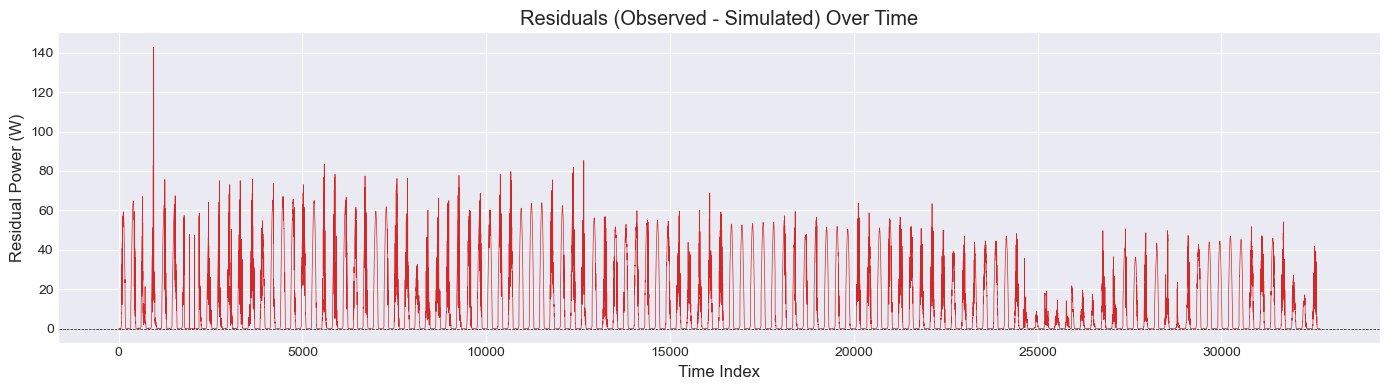 Residuals (Observed - Simulated) Over Time
Residual Power (W)
140
120
100
80
60
40
20
0
0 5000 10000 15000 20000 25000 30000
Time Index